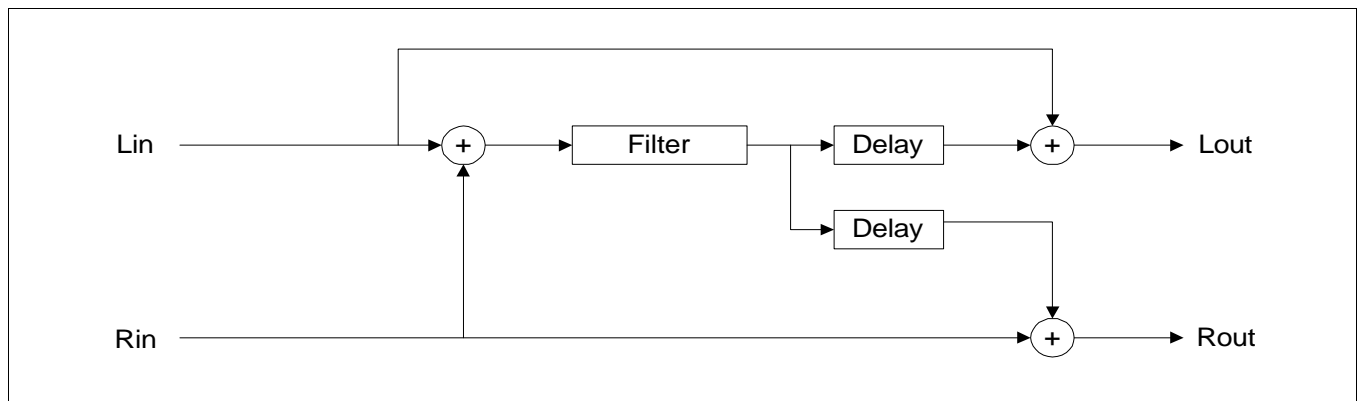 Lin
+
Filter
Delay
+
Lout
Delay
Rin
+
Rout